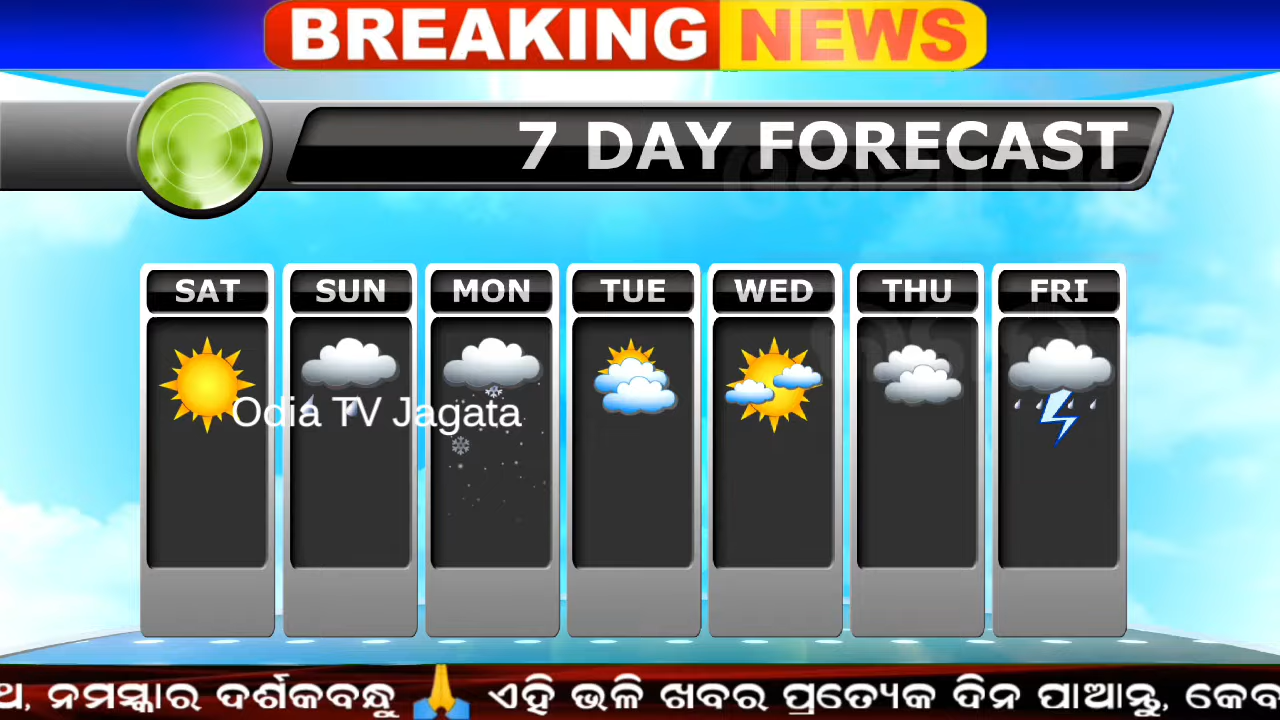 BREAKING NEWS
7 DAY FORECAST
SAT SUN MON TUE WED THU FRI
Odia TV Jagata
ଥ, ନମସ୍କାର ଦର୍ଶକବନ୍ଧୁ 🙏 ଏହି ଭଳି ଖବର ପ୍ରତ୍ୟେକ ଦିନ ପାଆନ୍ତୁ, କେବ